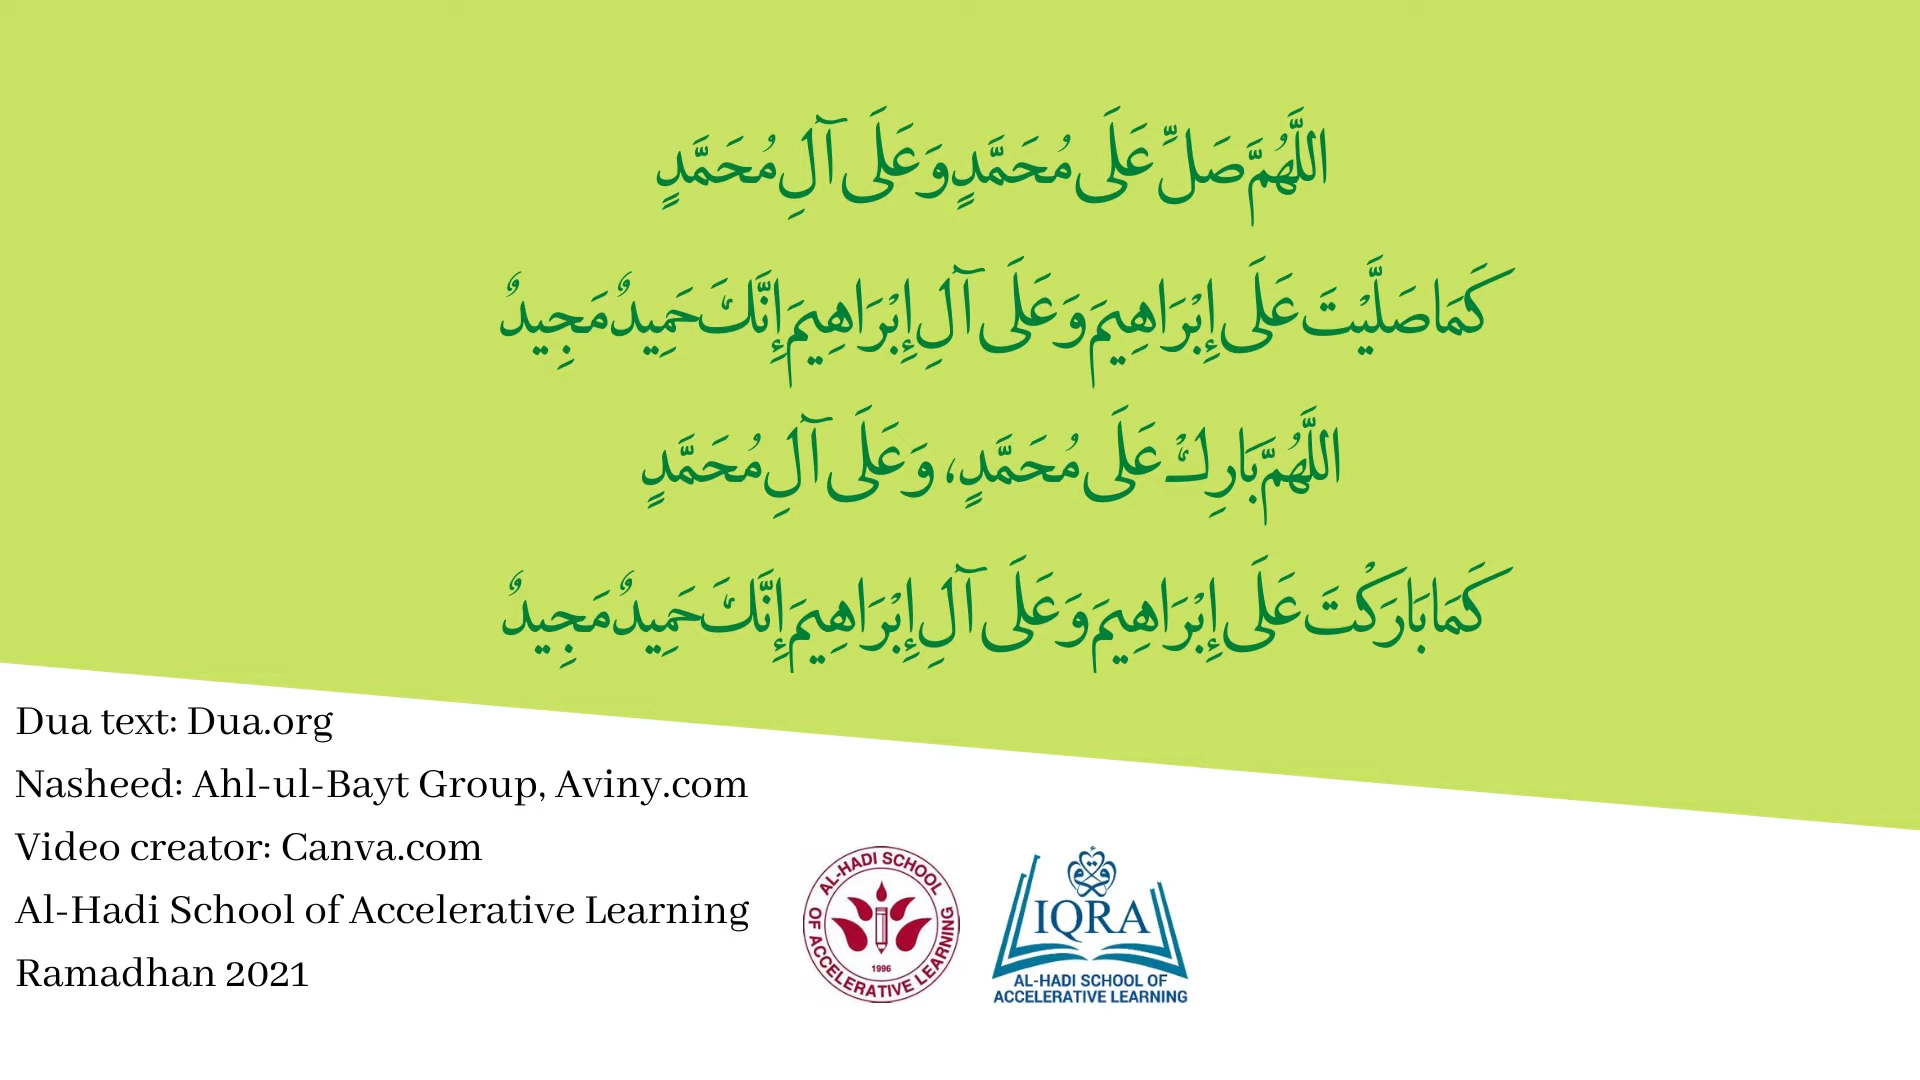 اللَّهُمَّ صَلِّ عَلَى مُحَمَّدٍ وَعَلَى آلِ مُحَمَّدٍ
كَمَا صَلَّيْتَ عَلَى إِبْرَاهِيمَ وَعَلَى آلِ إِبْرَاهِيمَ إِنَّكَ حَمِيدٌ مَجِيدٌ
اللَّهُمَّ بَارِكْ عَلَى مُحَمَّدٍ، وَعَلَى آلِ مُحَمَّدٍ
كَمَا بَارَكْتَ عَلَى إِبْرَاهِيمَ وَعَلَى آلِ إِبْرَاهِيمَ إِنَّكَ حَمِيدٌ مَجِيدٌ
Dua text: Dua.org
Nasheed: Ahl-ul-Bayt Group, Aviny.com
Video creator: Canva.com
Al-Hadi School of Accelerative Learning
Ramadhan 2021
AL-HADI SCHOOL
OF ACCELERATIVE LEARNING
1996
IQRA
AL-HADI SCHOOL OF
ACCELERATIVE LEARNING